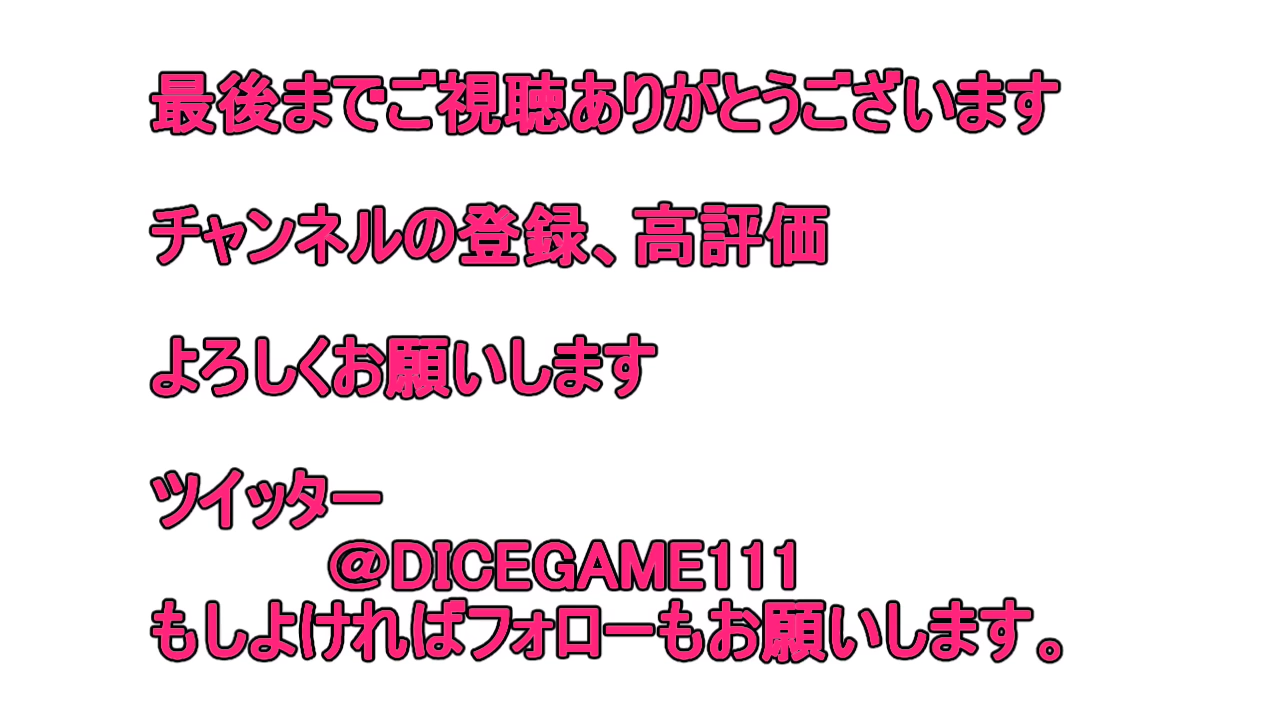 最後までご視聴ありがとうございます
チャンネルの登録、高評価
よろしくお願いします
ツイッター
@DICEGAME111
もしよければフォローもお願いします。